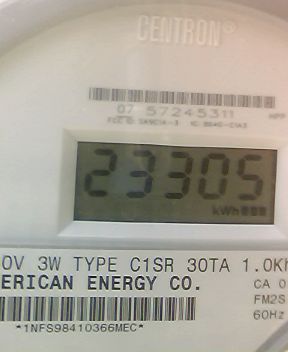 CENTRON®
07 57245311
23305
kWh
0V 3W TYPE C1SR 30TA 1.0Kh
ERICAN ENERGY CO.
CA 0
FM2S
60Hz
*1NFS98410366MEC*